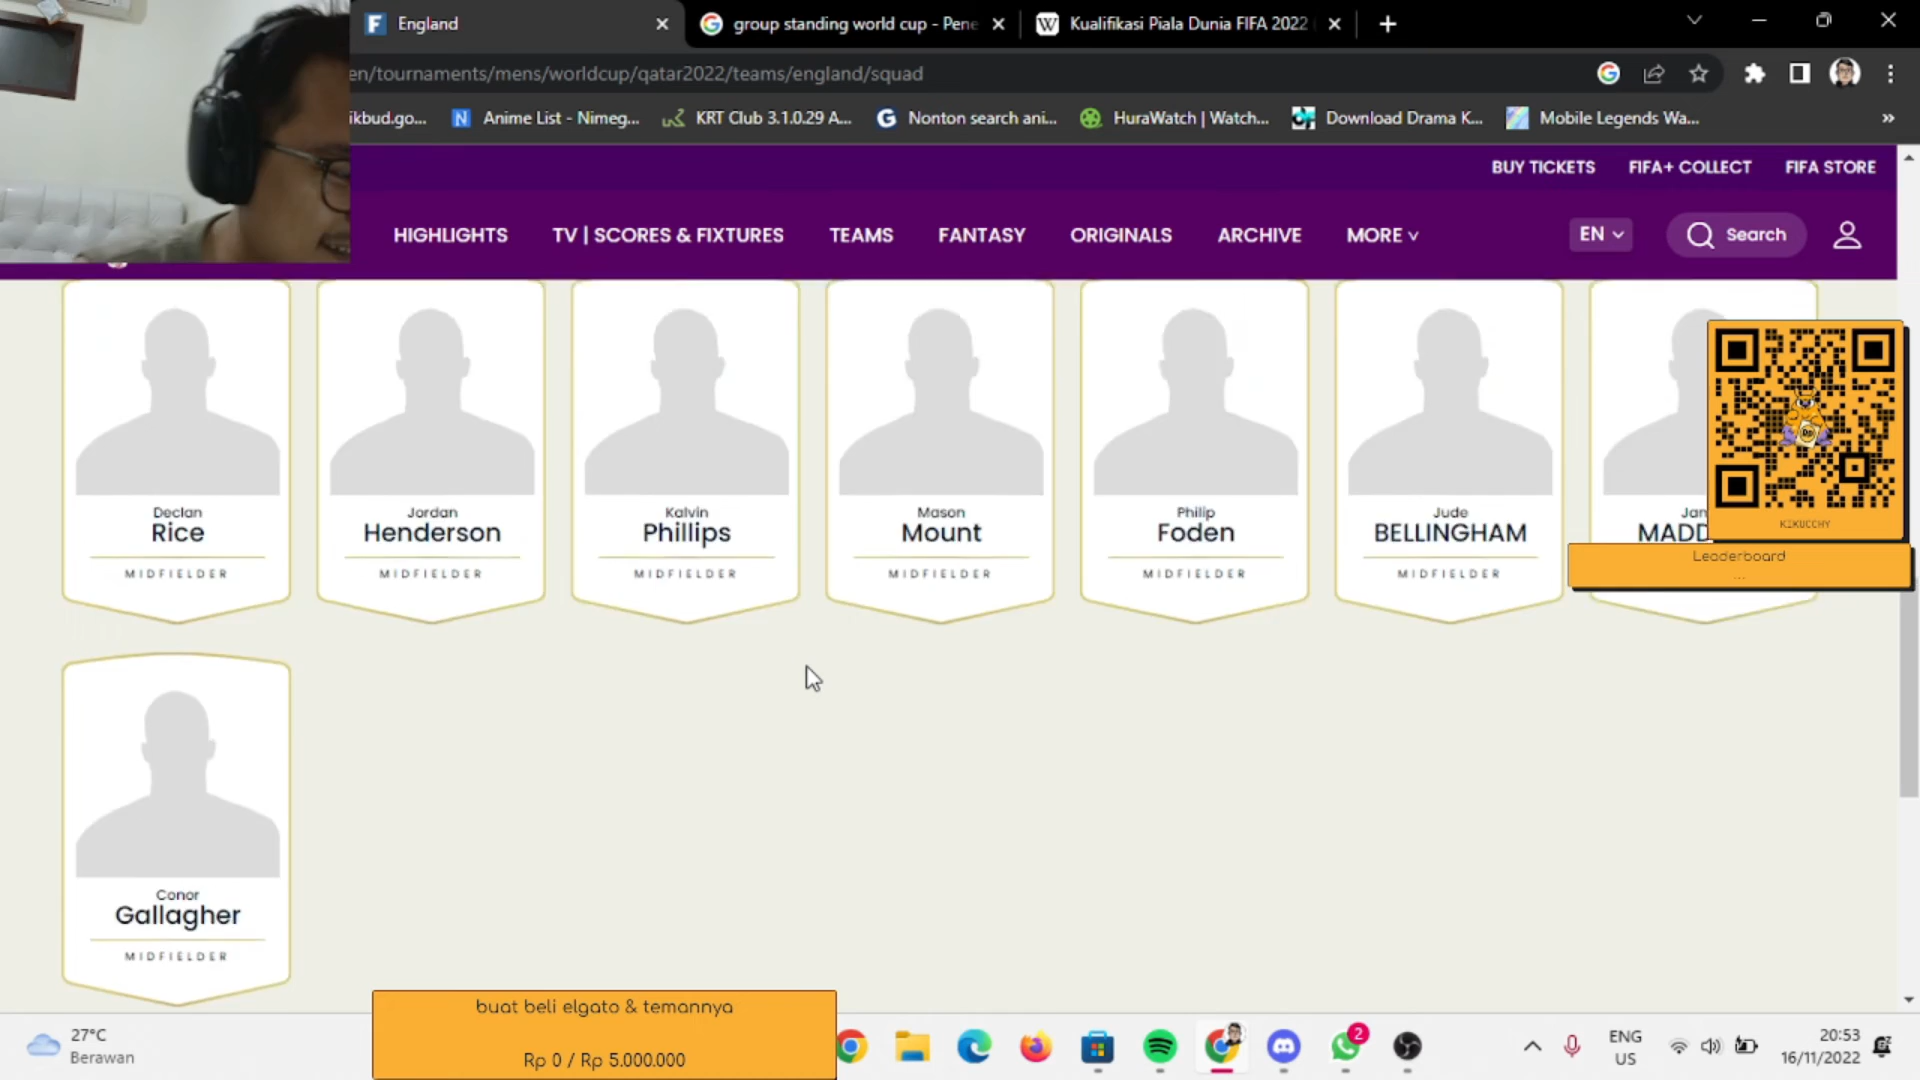 England
group standing world cup - Pene
Kualifikasi Piala Dunia FIFA 2022
en/tournaments/mens/worldcup/qatar2022/teams/england/squad
ikbud.go...
Anime List - Nimeg...
KRT Club 3.1.0.29 A...
Nonton search ani...
HuraWatch | Watch...
Download Drama K...
Mobile Legends Wa...
BUY TICKETS
FIFA+ COLLECT
FIFA STORE
HIGHLIGHTS
TV | SCORES & FIXTURES
TEAMS
FANTASY
ORIGINALS
ARCHIVE
MORE
EN
Search
Declan
Rice
MIDFIELDER
Jordan
Henderson
MIDFIELDER
Kalvin
Phillips
MIDFIELDER
Mason
Mount
MIDFIELDER
Philip
Foden
MIDFIELDER
Jude
BELLINGHAM
MIDFIELDER
Jam
MADD
KIKUCCHY
Leaderboard
...
Conor
Gallagher
MIDFIELDER
buat beli elgato & temannya
Rp 0 / Rp 5.000.000
27°C
Berawan
2
ENG
US
20:53
16/11/2022